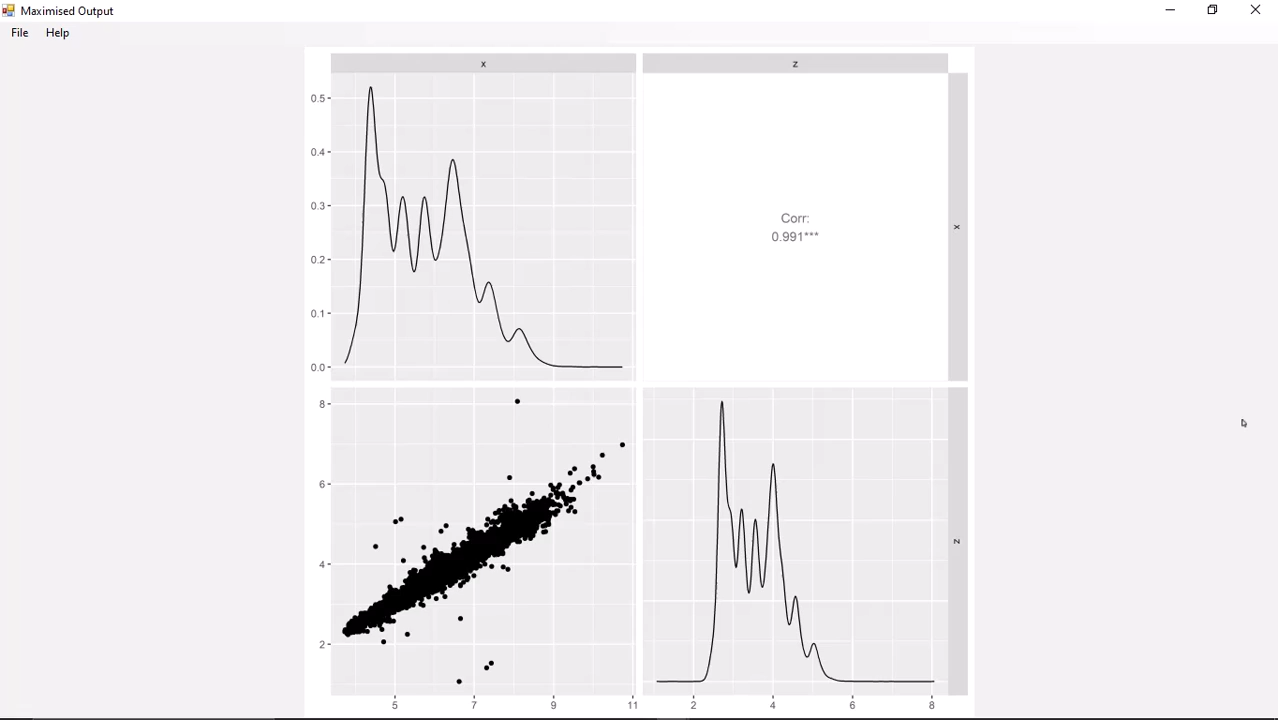 Maximised Output
File Help
x z
0.5
0.4
0.3
0.2
0.1
0.0
Corr:
0.991***
x
8
6
4
2
z
5 7 9 11
2 4 6 8